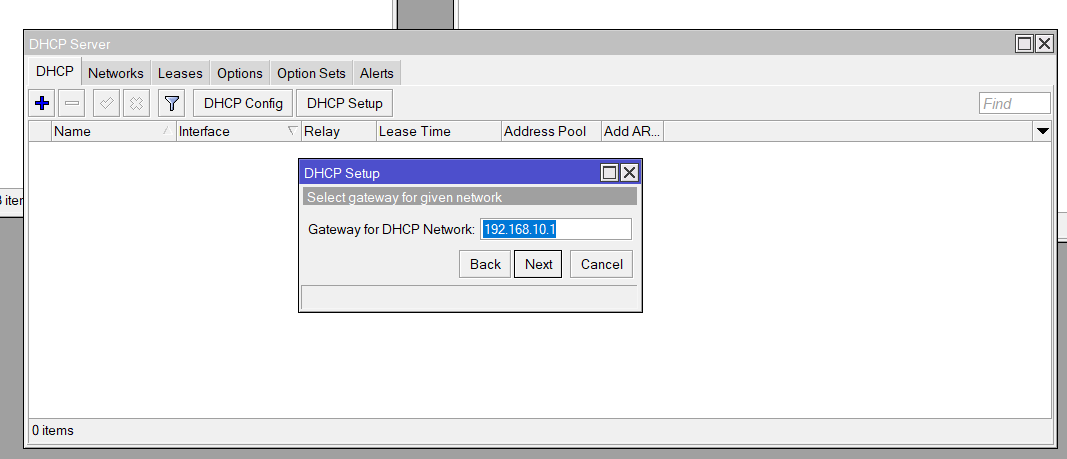 DHCP Server
DHCP Networks Leases Options Option Sets Alerts
DHCP Config DHCP Setup Find
Name Interface Relay Lease Time Address Pool Add AR...
DHCP Setup
Select gateway for given network
Gateway for DHCP Network: 192.168.10.1
Back Next Cancel
0 items